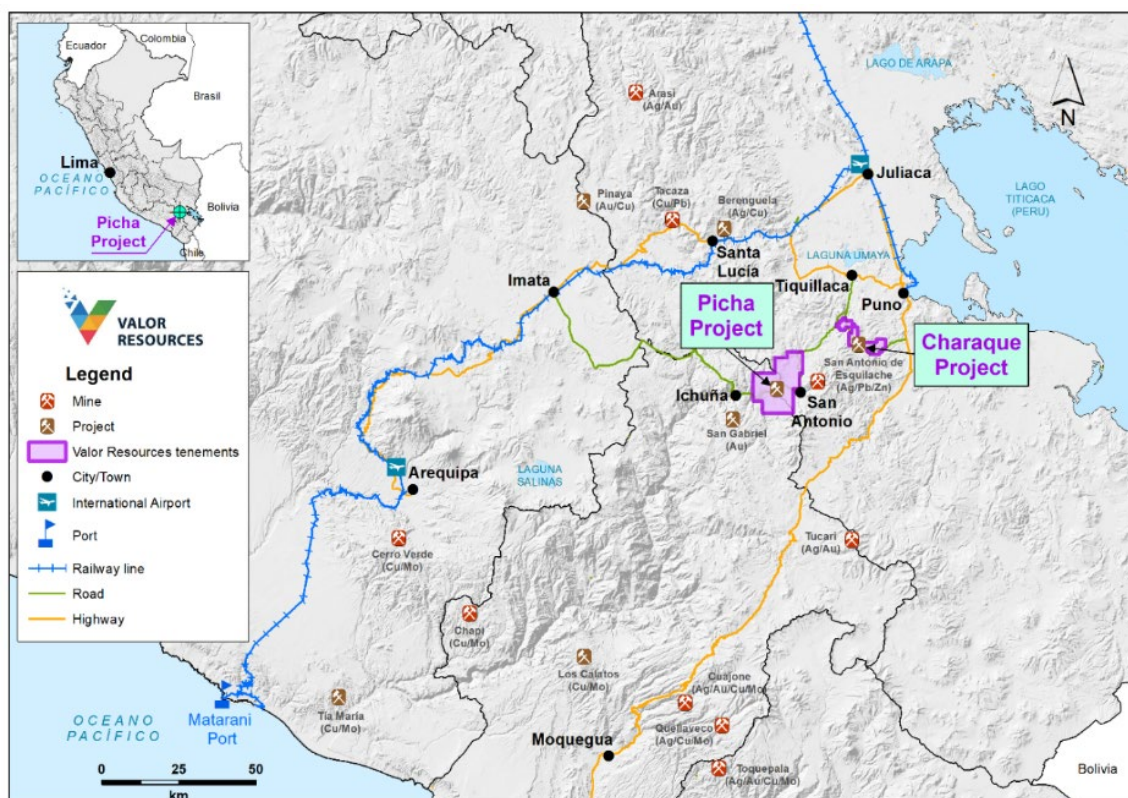 Ecuador
Colombia
Brasil
Lima
OCEANO
PACÍFICO
Bolivia
Picha
Project
Chile
VALOR
RESOURCES
Legend
Mine
Project
Valor Resources tenements
City/Town
International Airport
Port
Railway line
Road
Highway
LAGO DE ARAPA
N
Arasi
(Ag/Au)
Juliaca
LAGO
TITICACA
(PERU)
Pinaya
(Au/Cu)
Tacaza
(Cu/Pb)
Berenguela
(Ag/Cu)
Santa
Lucía
LAGUNA UMAYA
Imata
Tiquillaca
Puno
Picha
Project
Charaque
Project
San Antonio de
Esquilache
(Ag/Pb/Zn)
Ichuña
San
Antonio
San Gabriel
(Au)
Arequipa
LAGUNA
SALINAS
Cerro Verde
(Cu/Mo)
Tucari
(Ag/Au)
Chapi
(Cu/Mo)
Los Calatos
(Cu/Mo)
Cuajone
(Ag/Au/Cu/Mo)
Tia Maria
(Cu/Mo)
Quellaveco
(Ag/Cu/Mo)
Matarani
Port
OCEANO
PACÍFICO
Moquegua
Toquepala
(Ag/Au/Cu/Mo)
Bolivia
0 25 50
km